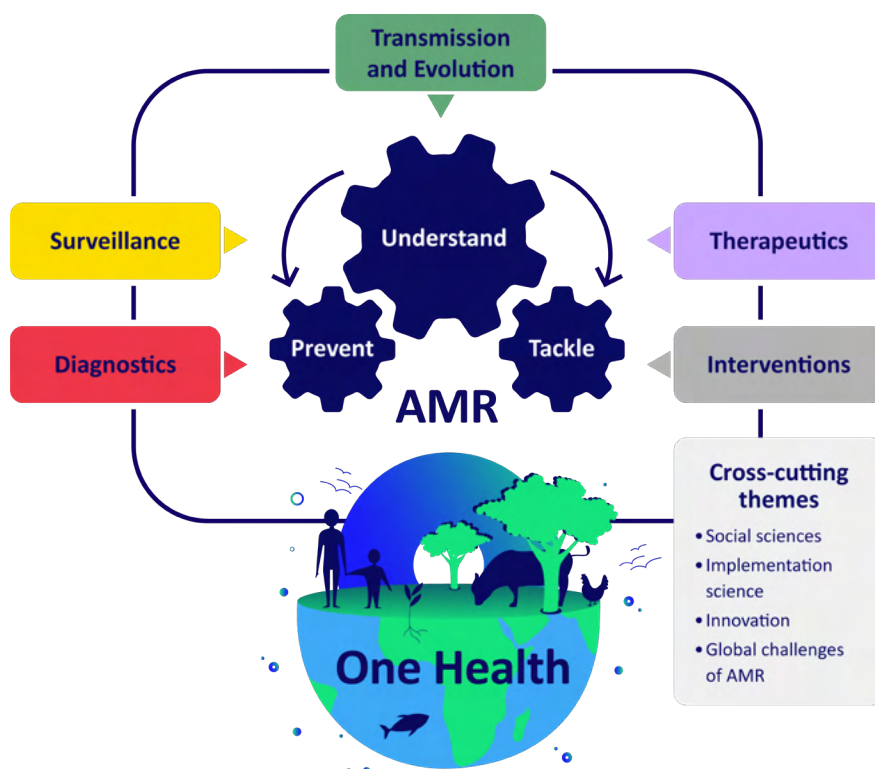 Transmission
and Evolution
Surveillance
Understand
Therapeutics
Diagnostics
Prevent
Tackle
Interventions
AMR
Cross-cutting
themes
• Social sciences
• Implementation
science
• Innovation
• Global challenges
of AMR
One Health